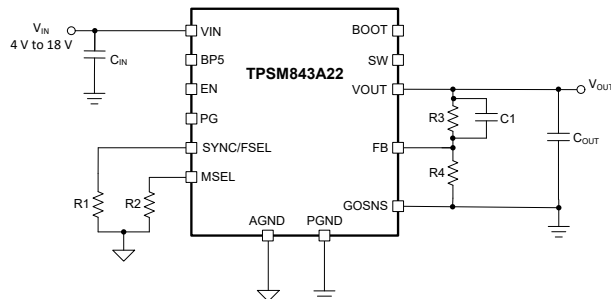 VIN
4 V to 18 V
CIN
VIN
BP5
EN
PG
SYNC/FSEL
MSEL
TPSM843A22
BOOT
SW
VOUT
FB
GOSNS
AGND
PGND
R1
R2
R3
C1
R4
VOUT
COUT